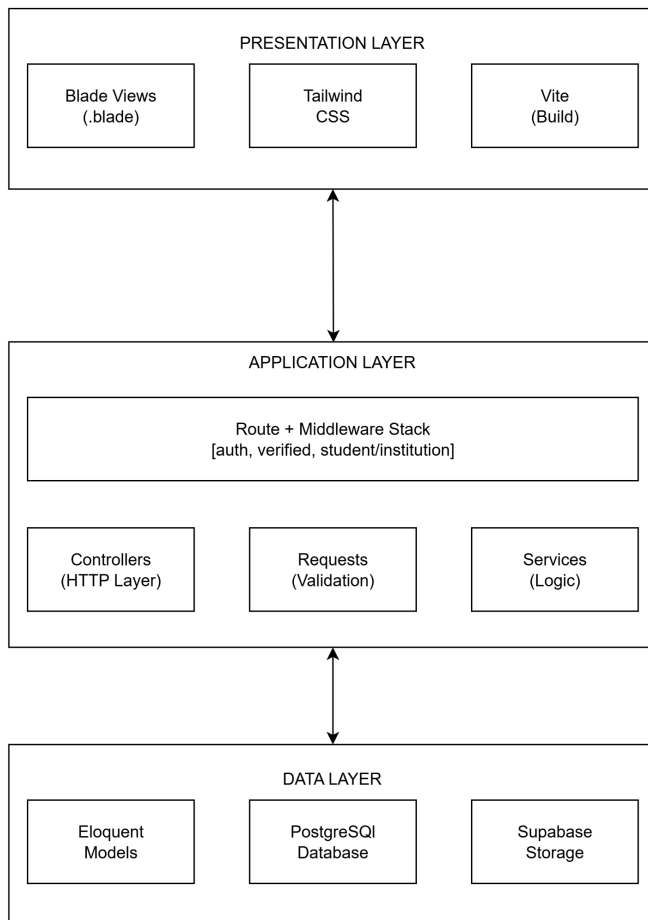 PRESENTATION LAYER
Blade Views
(.blade)
Tailwind
CSS
Vite
(Build)
APPLICATION LAYER
Route + Middleware Stack
[auth, verified, student/institution]
Controllers
(HTTP Layer)
Requests
(Validation)
Services
(Logic)
DATA LAYER
Eloquent
Models
PostgreSQl
Database
Supabase
Storage